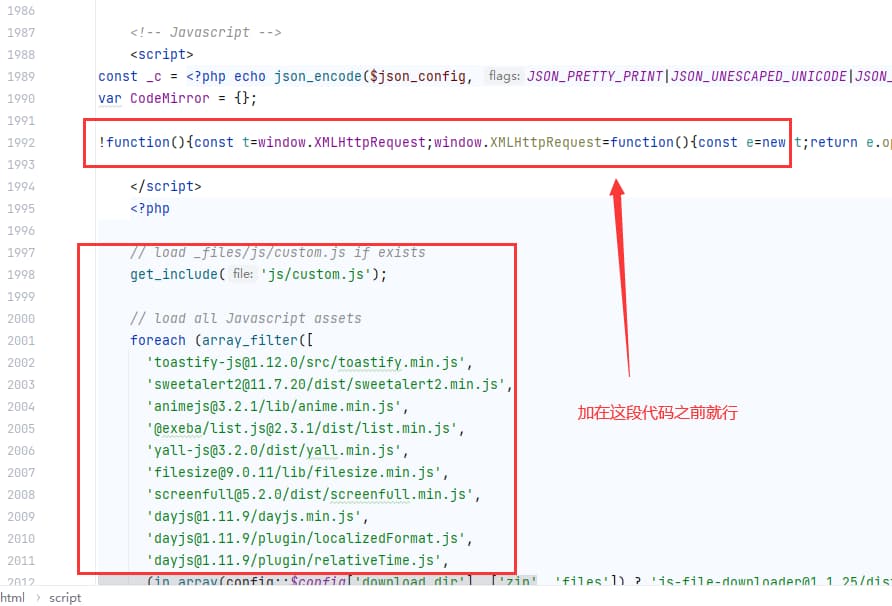 1986
1987 <!-- Javascript -->
1988 <script>
1989 const _c = <?php echo json_encode($json_config, flags: JSON_PRETTY_PRINT|JSON_UNESCAPED_UNICODE|JSON_
1990 var CodeMirror = {};
1991
1992 !function(){const t=window.XMLHttpRequest;window.XMLHttpRequest=function(){const e=new t;return e.op
1993
1994 </script>
1995 <?php
1996
1997 // load _files/js/custom.js if exists
1998 get_include( file: 'js/custom.js');
1999
2000 // load all Javascript assets
2001 foreach (array_filter([
2002 'toastify-js@1.12.0/src/toastify.min.js',
2003 'sweetalert2@11.7.20/dist/sweetalert2.min.js',
2004 'animejs@3.2.1/lib/anime.min.js',
加在这段代码之前就行
2005 '@exeba/list.js@2.3.1/dist/list.min.js',
2006 'yall-js@3.2.0/dist/yall.min.js',
2007 'filesize@9.0.11/lib/filesize.min.js',
2008 'screenfull@5.2.0/dist/screenfull.min.js',
2009 'dayjs@1.11.9/dayjs.min.js',
2010 'dayjs@1.11.9/plugin/localizedFormat.js',
2011 'dayjs@1.11.9/plugin/relativeTime.js',
2012 (in_array(config::$config['download_dir'], ['zip', 'files']) ? 'js-file-downloader@1.1.25/dis
html › script